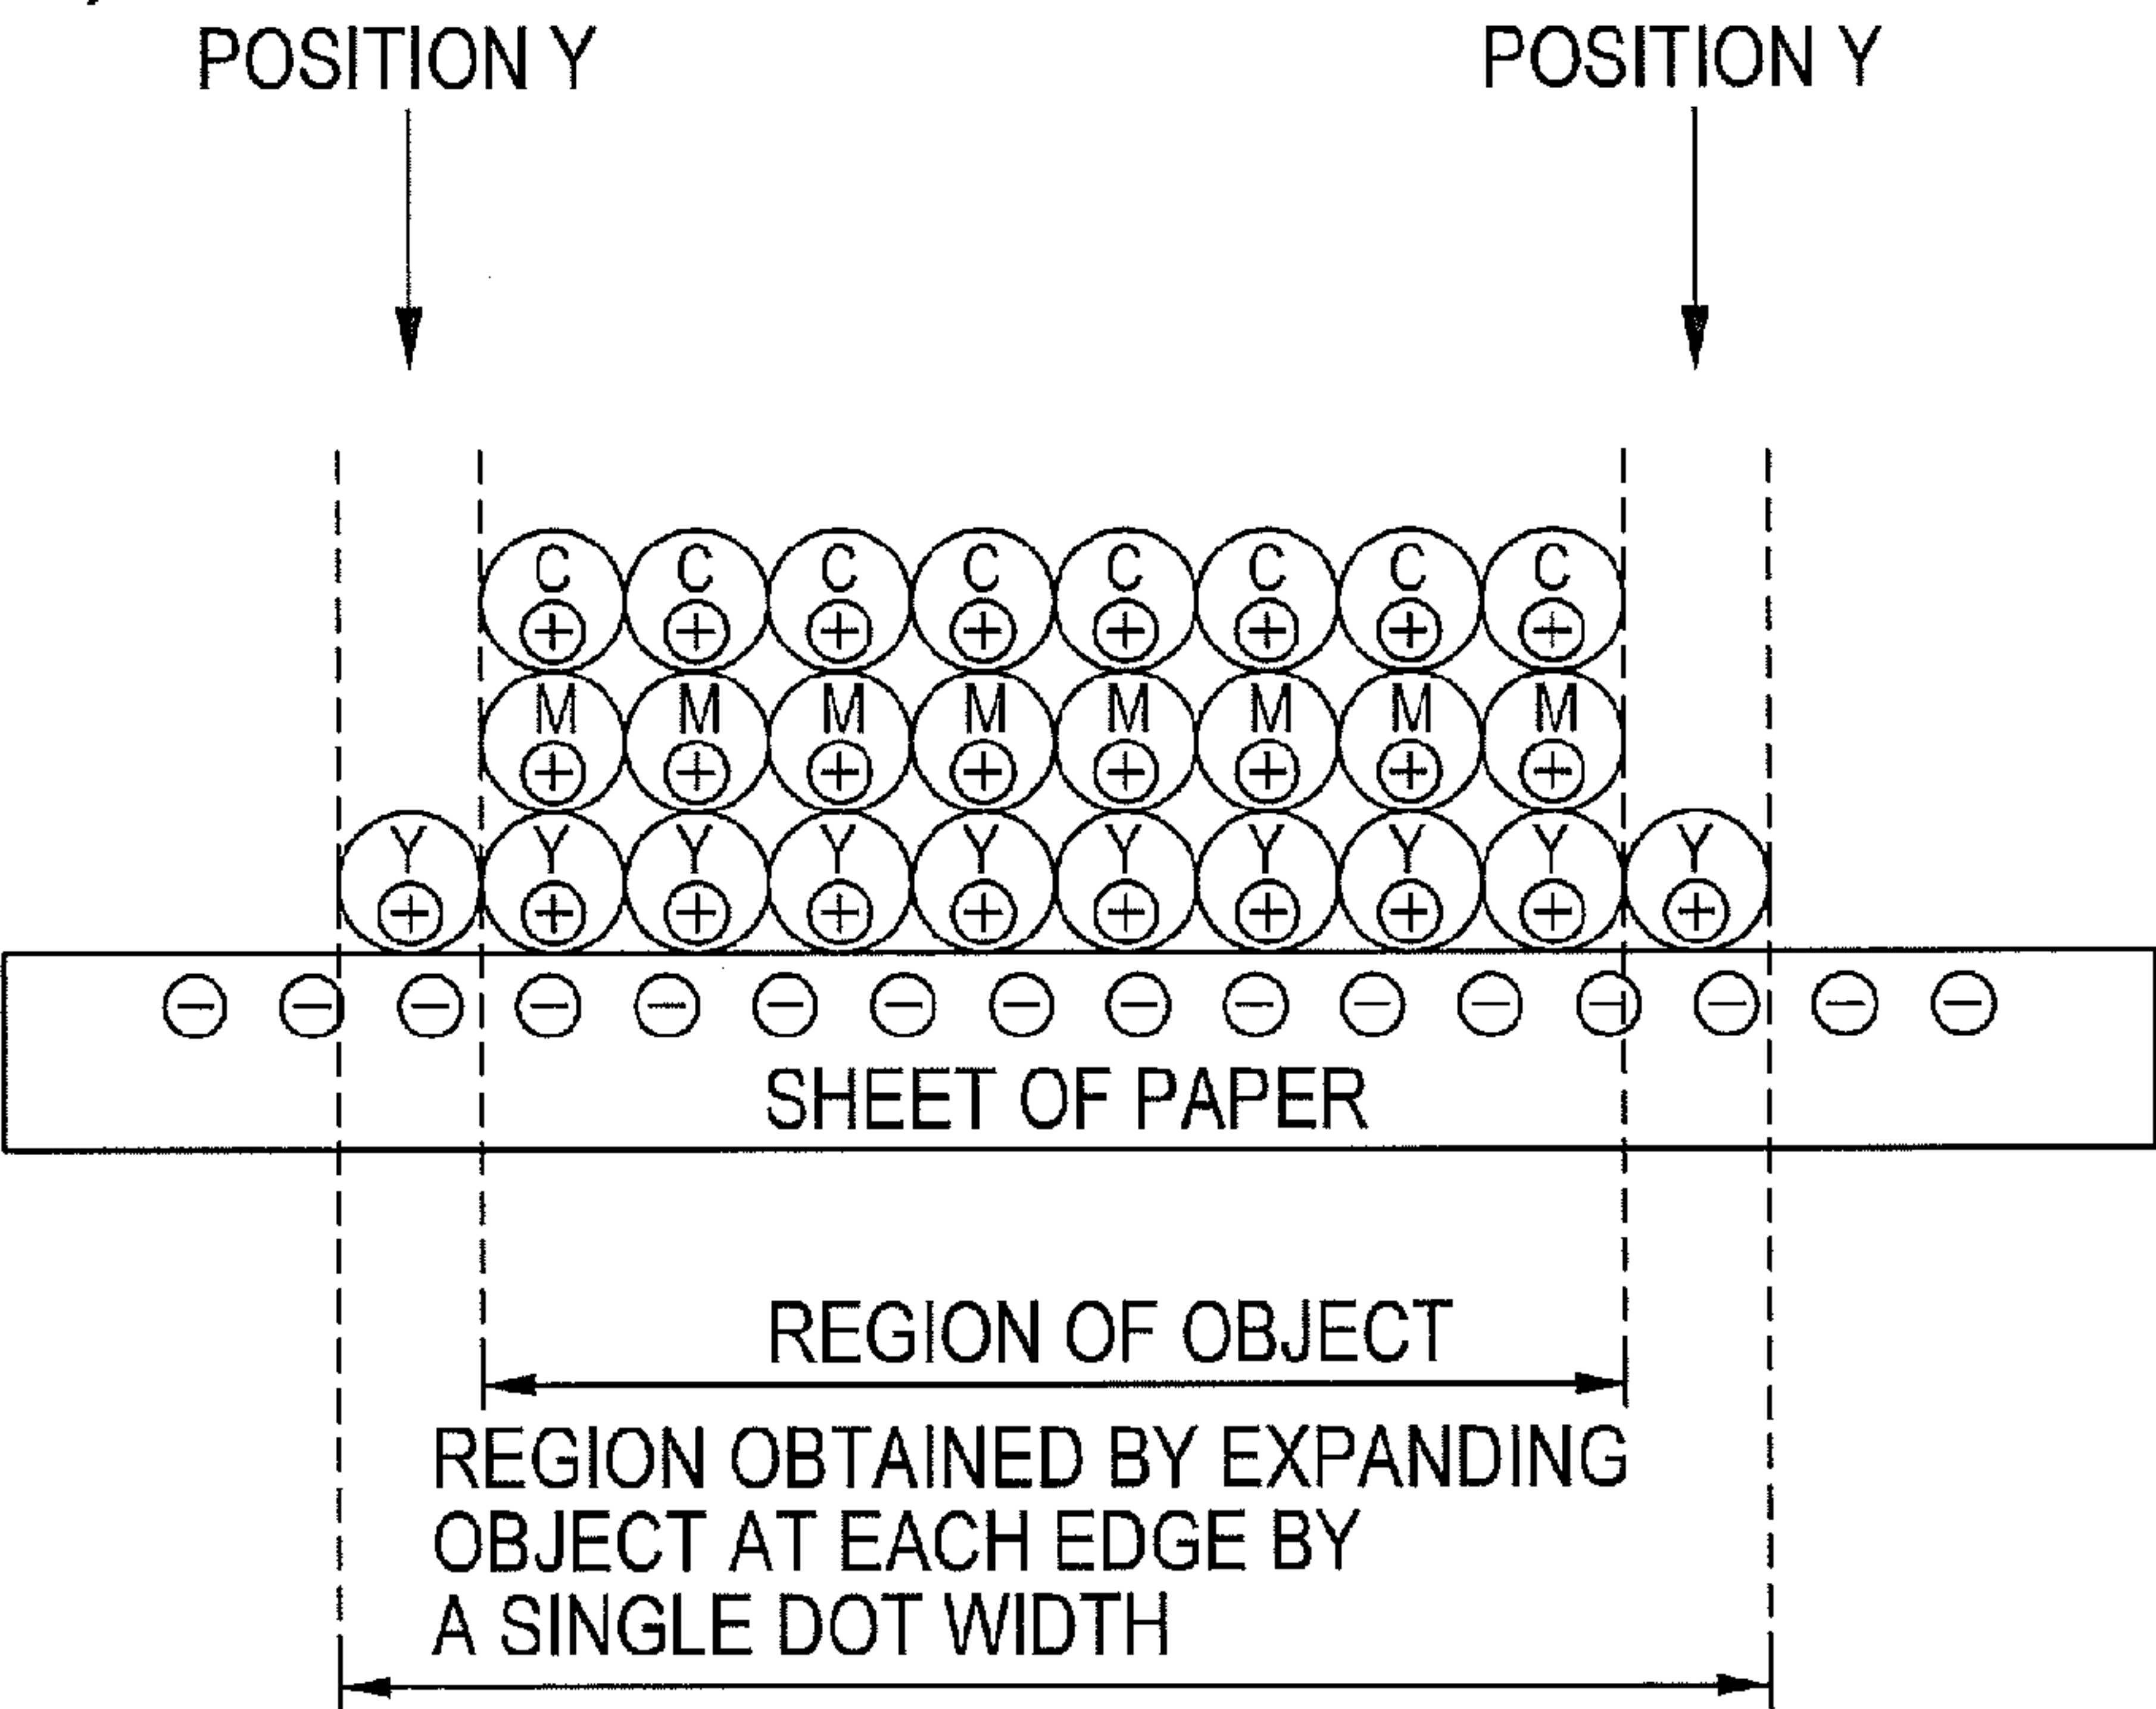 POSITION Y POSITION Y
C C C C C C C C
+ + + + + + + +
M M M M M M M M
+ + + + + + + +
Y Y Y Y Y Y Y Y Y Y
+ + + + + + + + + +
− − − − − − − − − − − − − − − −
SHEET OF PAPER
REGION OF OBJECT
REGION OBTAINED BY EXPANDING
OBJECT AT EACH EDGE BY
A SINGLE DOT WIDTH